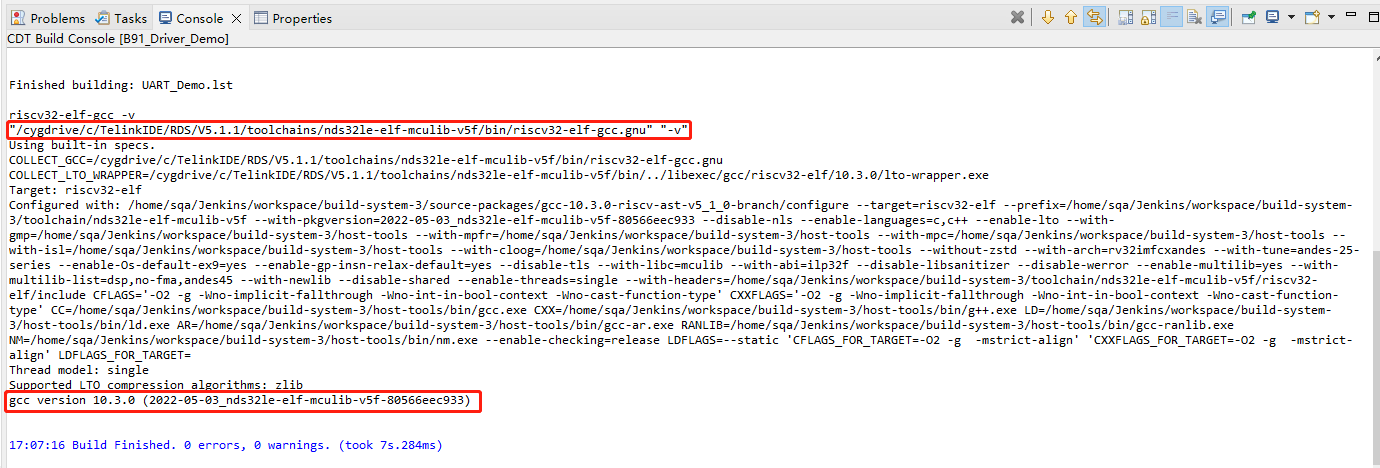 Problems Tasks Console Properties
CDT Build Console [B91_Driver_Demo]
Finished building: UART_Demo.lst
riscv32-elf-gcc -v
"/cygdrive/c/TelinkIDE/RDS/V5.1.1/toolchains/nds32le-elf-mculib-v5f/bin/riscv32-elf-gcc.gnu" "-v"
Using built-in specs.
COLLECT_GCC=/cygdrive/c/TelinkIDE/RDS/V5.1.1/toolchains/nds32le-elf-mculib-v5f/bin/riscv32-elf-gcc.gnu
COLLECT_LTO_WRAPPER=/cygdrive/c/TelinkIDE/RDS/V5.1.1/toolchains/nds32le-elf-mculib-v5f/bin/../libexec/gcc/riscv32-elf/10.3.0/lto-wrapper.exe
Target: riscv32-elf
Configured with: /home/sqa/Jenkins/workspace/build-system-3/source-packages/gcc-10.3.0-riscv-ast-v5_1_0-branch/configure --target=riscv32-elf --prefix=/home/sqa/Jenkins/workspace/build-system-
3/toolchain/nds32le-elf-mculib-v5f --with-pkgversion=2022-05-03_nds32le-elf-mculib-v5f-80566eec933 --disable-nls --enable-languages=c,c++ --enable-lto --with-
gmp=/home/sqa/Jenkins/workspace/build-system-3/host-tools --with-mpfr=/home/sqa/Jenkins/workspace/build-system-3/host-tools --with-mpc=/home/sqa/Jenkins/workspace/build-system-3/host-tools --
with-isl=/home/sqa/Jenkins/workspace/build-system-3/host-tools --with-cloog=/home/sqa/Jenkins/workspace/build-system-3/host-tools --without-zstd --with-arch=rv32imfcxandes --with-tune=andes-25-
series --enable-Os-default-ex9=yes --enable-gp-insn-relax-default=yes --disable-tls --with-libc=mculib --with-abi=ilp32f --disable-libsanitizer --disable-werror --enable-multilib=yes --with-
multilib-list=dsp,no-fma,andes45 --with-newlib --disable-shared --enable-threads=single --with-headers=/home/sqa/Jenkins/workspace/build-system-3/toolchain/nds32le-elf-mculib-v5f/riscv32-
elf/include CFLAGS='-O2 -g -Wno-implicit-fallthrough -Wno-int-in-bool-context -Wno-cast-function-type' CXXFLAGS='-O2 -g -Wno-implicit-fallthrough -Wno-int-in-bool-context -Wno-cast-function-
type' CC=/home/sqa/Jenkins/workspace/build-system-3/host-tools/bin/gcc.exe CXX=/home/sqa/Jenkins/workspace/build-system-3/host-tools/bin/g++.exe LD=/home/sqa/Jenkins/workspace/build-system-
3/host-tools/bin/ld.exe AR=/home/sqa/Jenkins/workspace/build-system-3/host-tools/bin/gcc-ar.exe RANLIB=/home/sqa/Jenkins/workspace/build-system-3/host-tools/bin/gcc-ranlib.exe
NM=/home/sqa/Jenkins/workspace/build-system-3/host-tools/bin/nm.exe --enable-checking=release LDFLAGS=--static 'CFLAGS_FOR_TARGET=-O2 -g  -mstrict-align' 'CXXFLAGS_FOR_TARGET=-O2 -g  -mstrict-
align' LDFLAGS_FOR_TARGET=
Thread model: single
Supported LTO compression algorithms: zlib
gcc version 10.3.0 (2022-05-03_nds32le-elf-mculib-v5f-80566eec933)
17:07:16 Build Finished. 0 errors, 0 warnings. (took 7s.284ms)